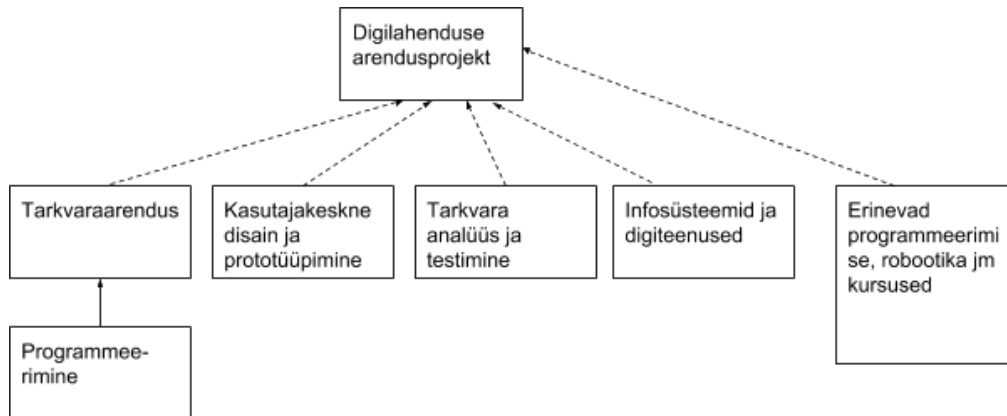 Digilahenduse
arendusprojekt
Tarkvaraarendus
Kasutajakeskne
disain ja
prototüüpimine
Tarkvara
analüüs ja
testimine
Infosüsteemid ja
digiteenused
Erinevad
programmeerimi
se, robootika jm
kursused
Programmee-
rimine